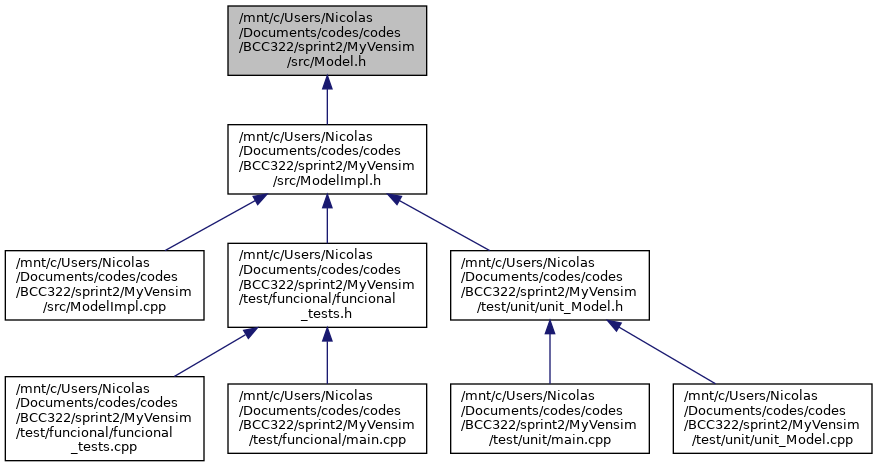 /mnt/c/Users/Nicolas
/Documents/codes/codes
/BCC322/sprint2/MyVensim
/src/Model.h
/mnt/c/Users/Nicolas
/Documents/codes/codes
/BCC322/sprint2/MyVensim
/src/ModelImpl.h
/mnt/c/Users/Nicolas
/Documents/codes/codes
/BCC322/sprint2/MyVensim
/src/ModelImpl.cpp
/mnt/c/Users/Nicolas
/Documents/codes/codes
/BCC322/sprint2/MyVensim
/test/funcional/funcional
_tests.h
/mnt/c/Users/Nicolas
/Documents/codes/codes
/BCC322/sprint2/MyVensim
/test/unit/unit_Model.h
/mnt/c/Users/Nicolas
/Documents/codes/codes
/BCC322/sprint2/MyVensim
/test/funcional/funcional
_tests.cpp
/mnt/c/Users/Nicolas
/Documents/codes/codes
/BCC322/sprint2/MyVensim
/test/funcional/main.cpp
/mnt/c/Users/Nicolas
/Documents/codes/codes
/BCC322/sprint2/MyVensim
/test/unit/main.cpp
/mnt/c/Users/Nicolas
/Documents/codes/codes
/BCC322/sprint2/MyVensim
/test/unit/unit_Model.cpp